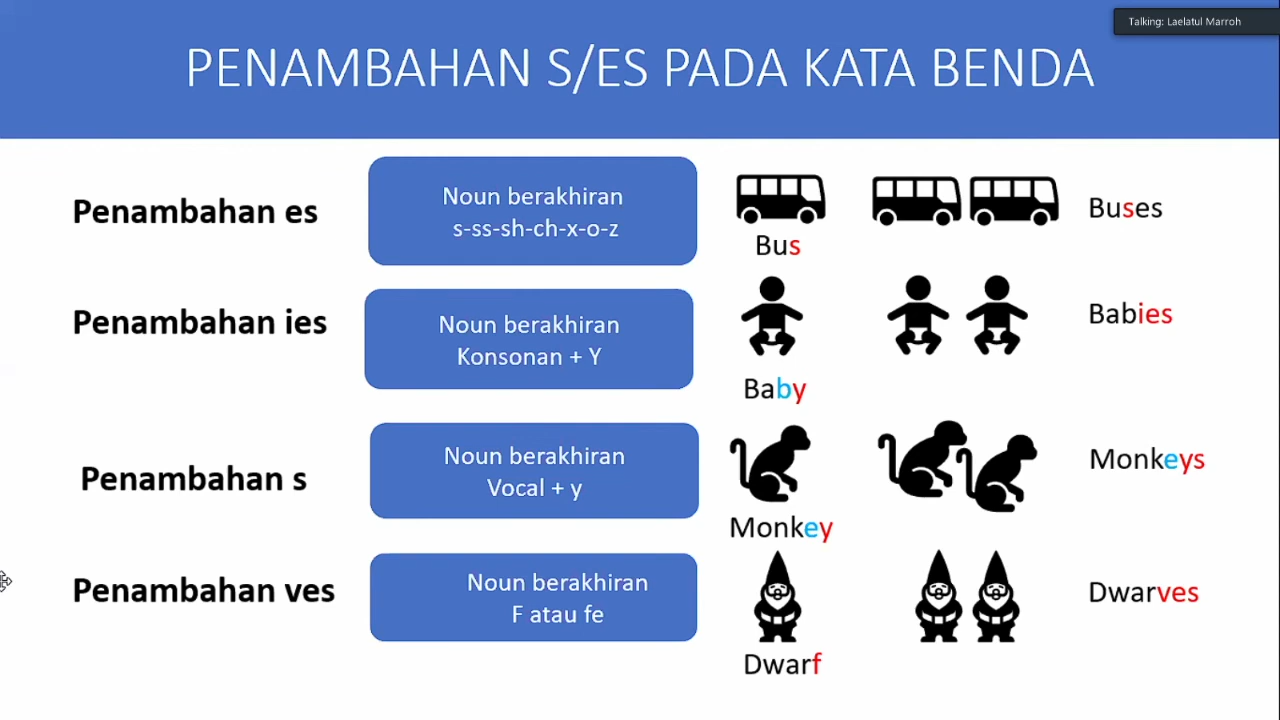 Talking: Laelatul Marroh
PENAMBAHAN S/ES PADA KATA BENDA
Penambahan es
Noun berakhiran
s-ss-sh-ch-x-o-z
Bus
Buses
Penambahan ies
Noun berakhiran
Konsonan + Y
Baby
Babies
Penambahan s
Noun berakhiran
Vocal + y
Monkey
Monkeys
Penambahan ves
Noun berakhiran
F atau fe
Dwarf
Dwarves